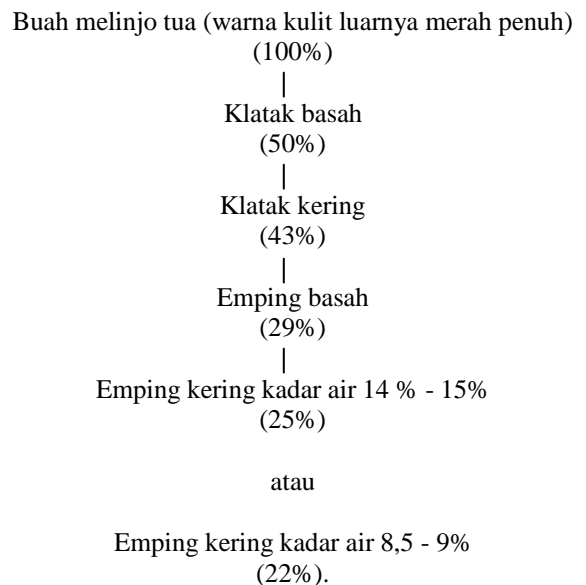 Buah melinjo tua (warna kulit luarnya merah penuh)
(100%)
Klatak basah
(50%)
Klatak kering
(43%)
Emping basah
(29%)
Emping kering kadar air 14 % - 15%
(25%)
atau
Emping kering kadar air 8,5 - 9%
(22%).